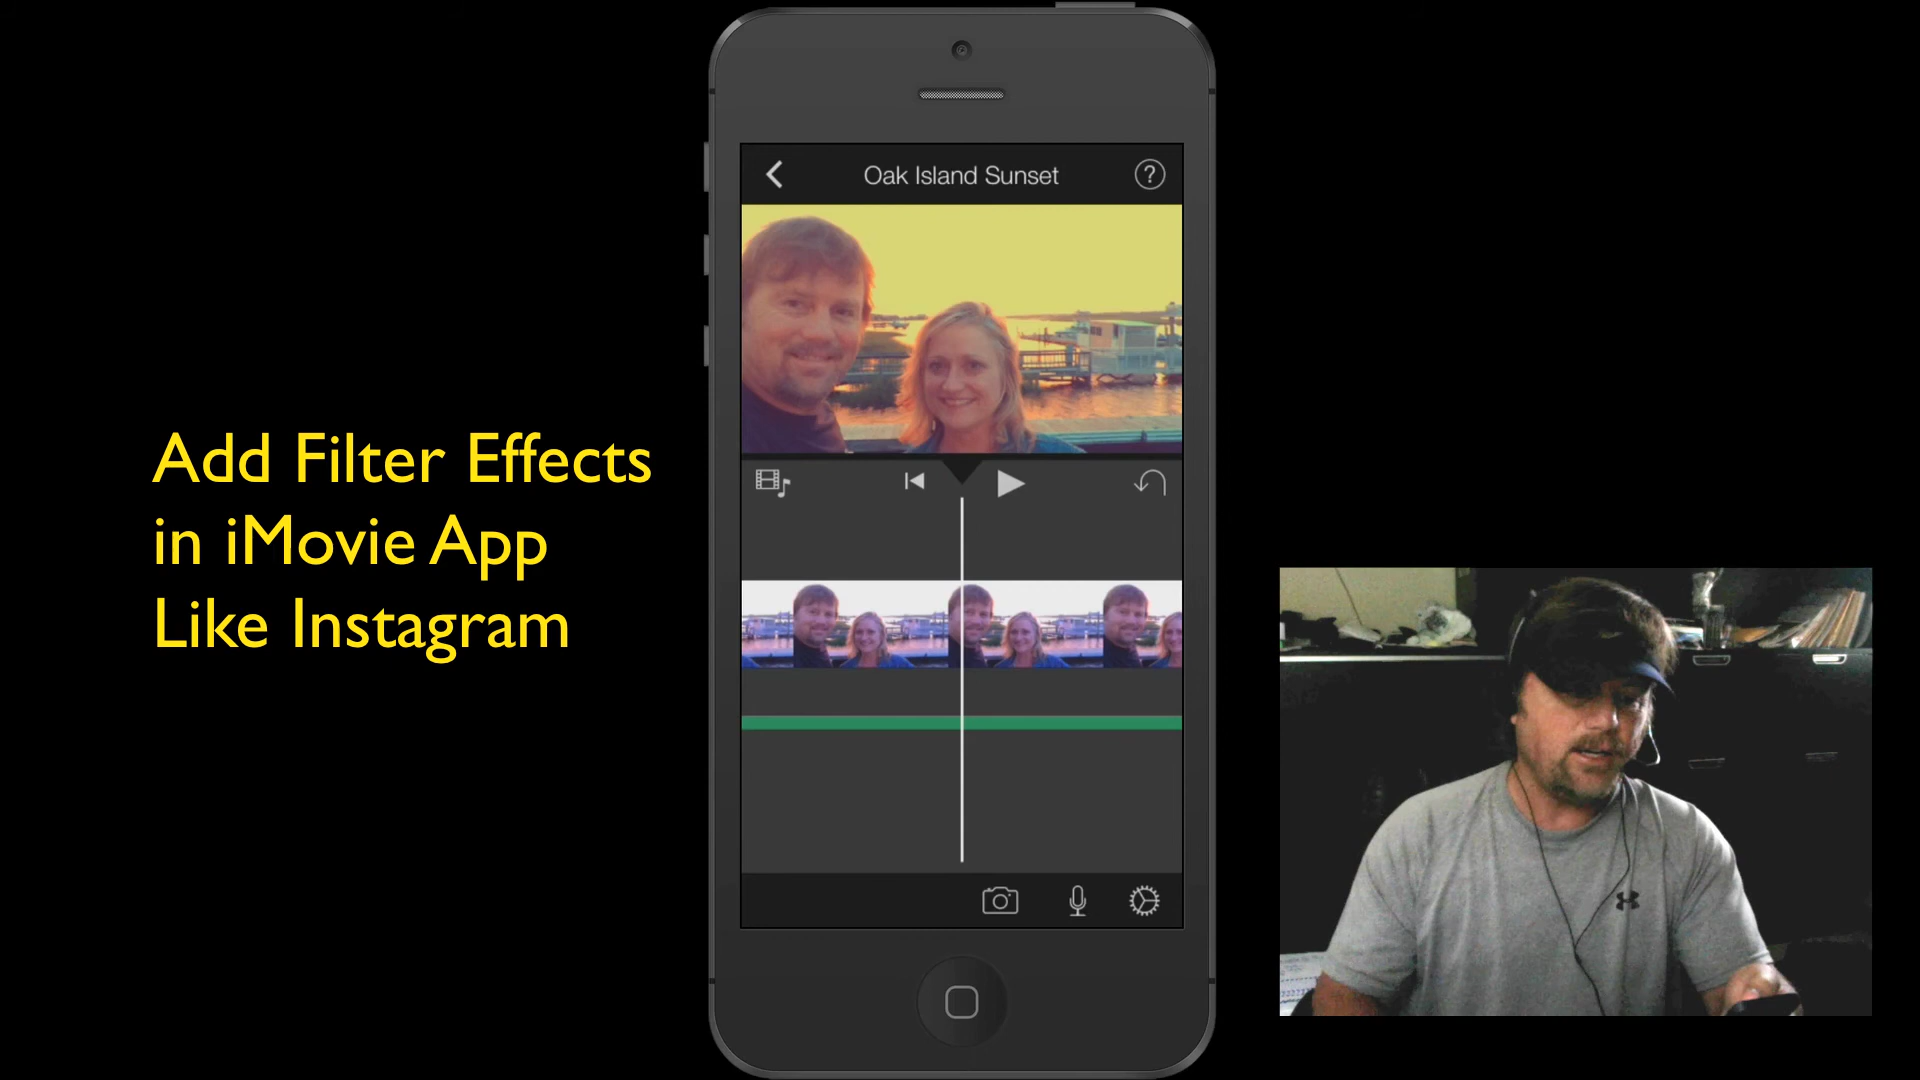 Oak Island Sunset
?
Add Filter Effects
in iMovie App
Like Instagram